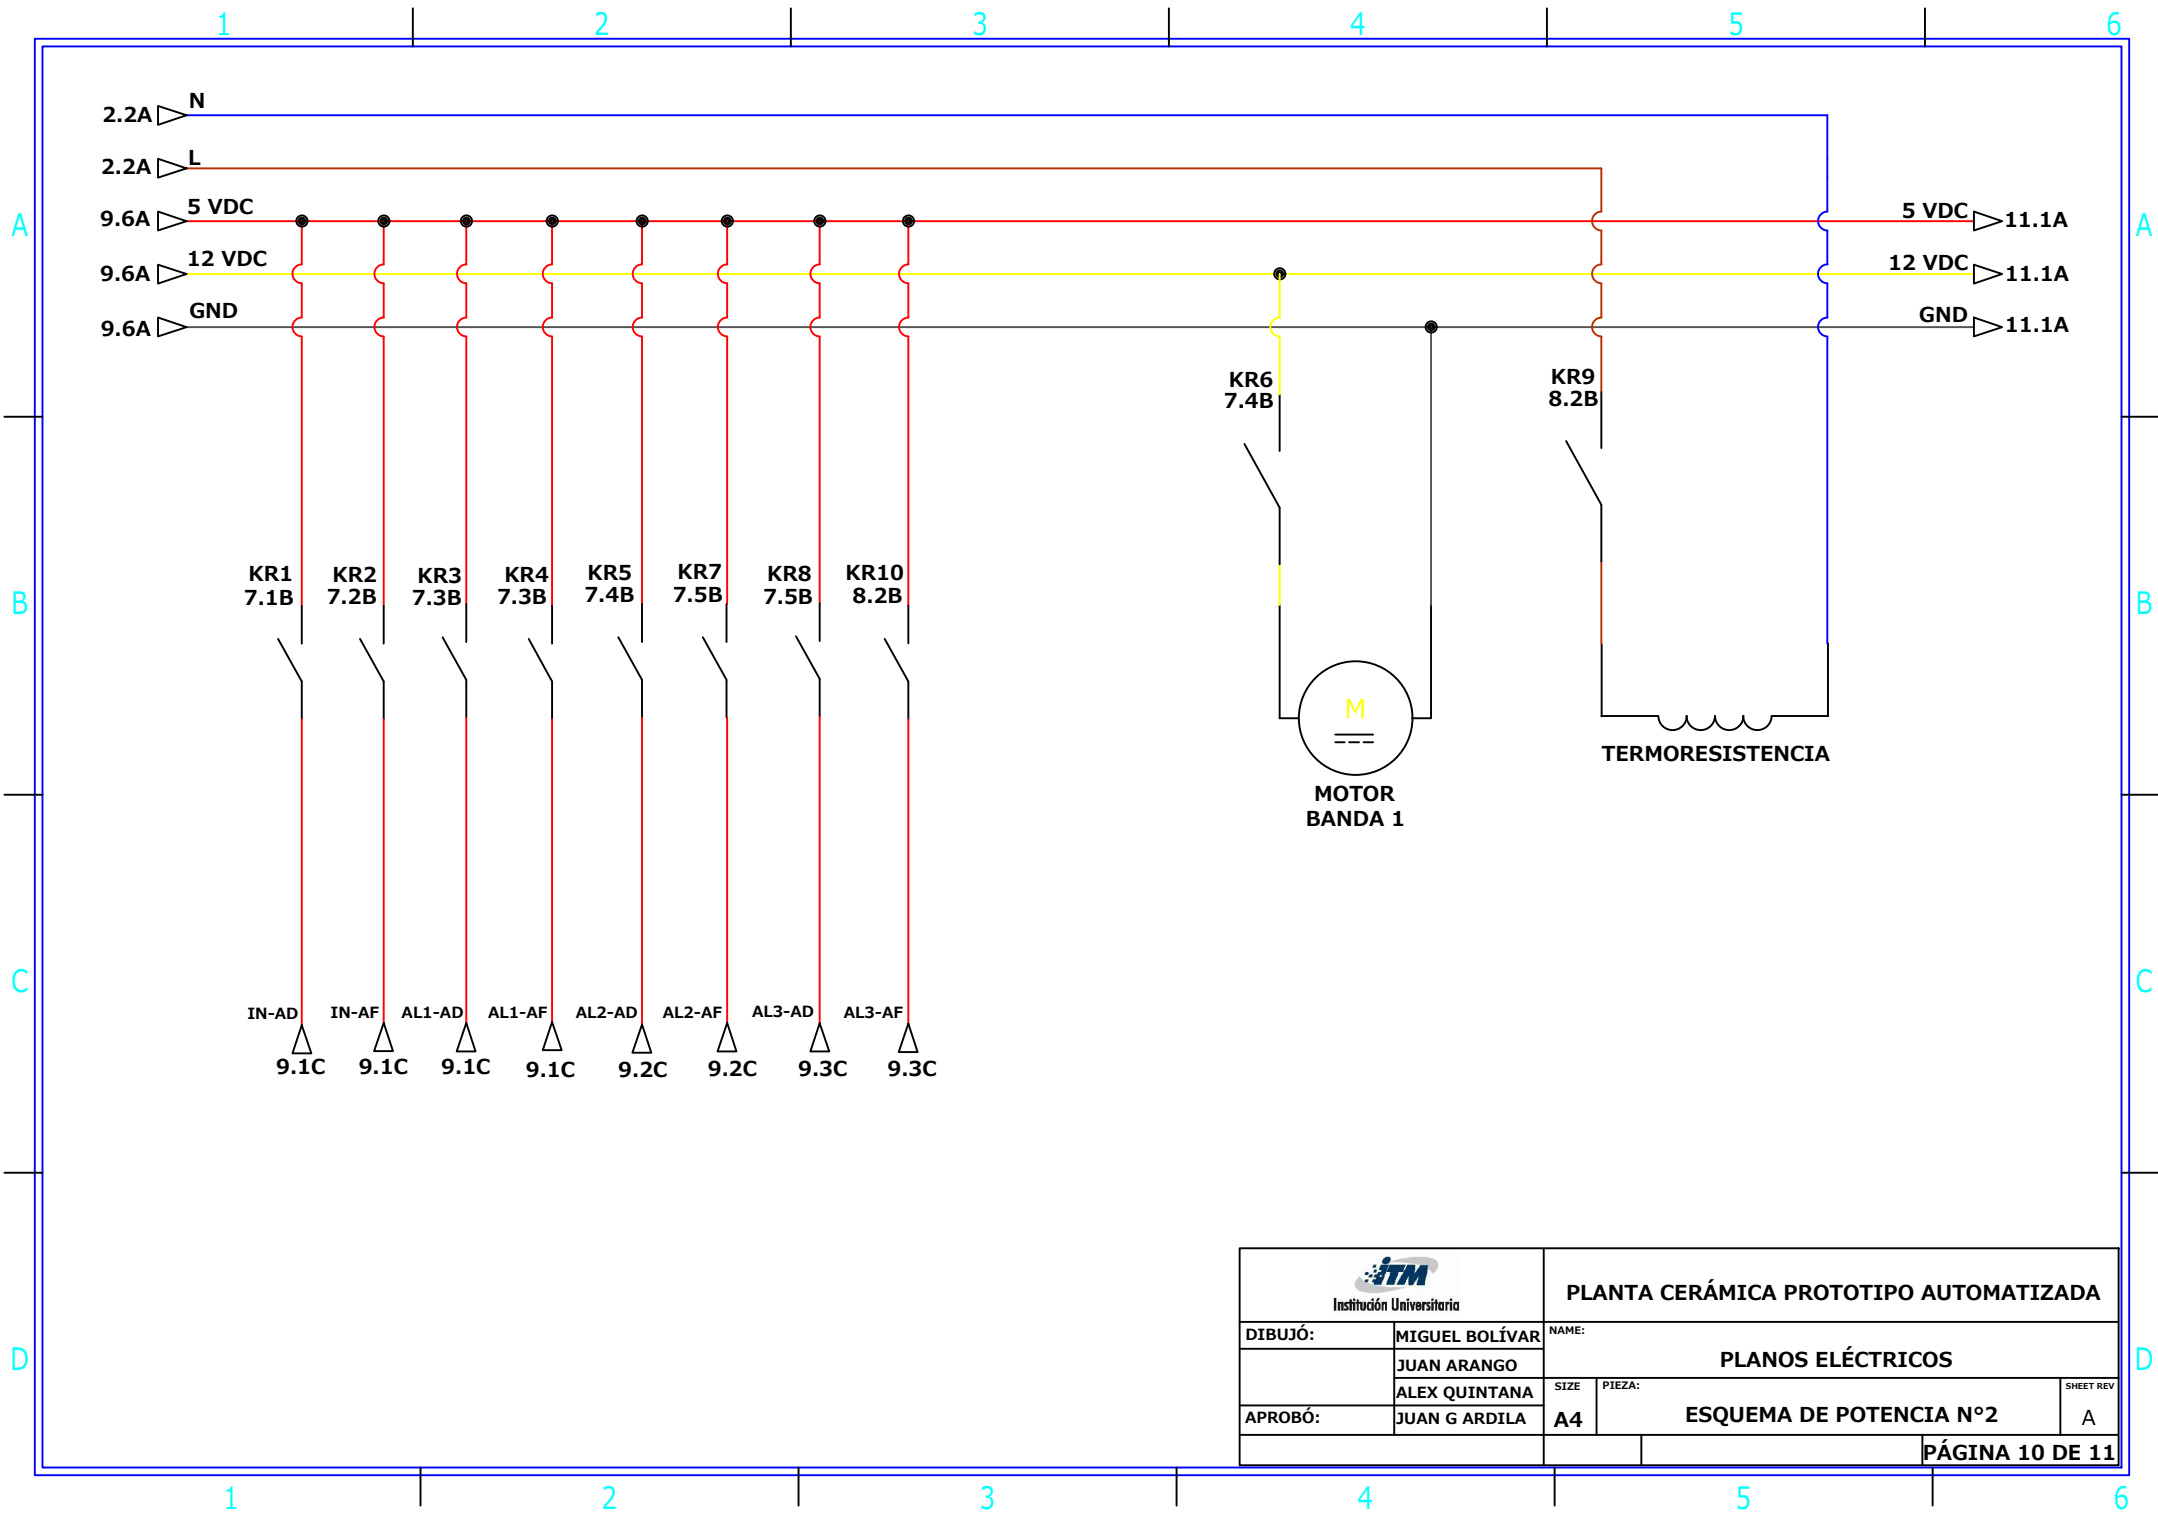 1 2 3 4 5 6
2.2A N
2.2A L
9.6A 5 VDC 5 VDC 11.1A
A A
9.6A 12 VDC 12 VDC 11.1A
9.6A GND GND 11.1A
KR6
7.4B
KR9
8.2B
KR1
7.1B
KR2
7.2B
KR3
7.3B
KR4
7.3B
KR5
7.4B
KR7
7.5B
KR8
7.5B
KR10
8.2B
B B
M
MOTOR
BANDA 1
TERMORESISTENCIA
C C
IN-AD IN-AF AL1-AD AL1-AF AL2-AD AL2-AF AL3-AD AL3-AF
9.1C 9.1C 9.1C 9.1C 9.2C 9.2C 9.3C 9.3C
iTM
Institución Universitaria
PLANTA CERÁMICA PROTOTIPO AUTOMATIZADA
DIBUJÓ: MIGUEL BOLÍVAR
JUAN ARANGO
ALEX QUINTANA
APROBÓ: JUAN G ARDILA
NAME:
PLANOS ELÉCTRICOS
SIZE
A4
PIEZA:
ESQUEMA DE POTENCIA N°2
SHEET REV
A
PÁGINA 10 DE 11
D D
1 2 3 4 5 6